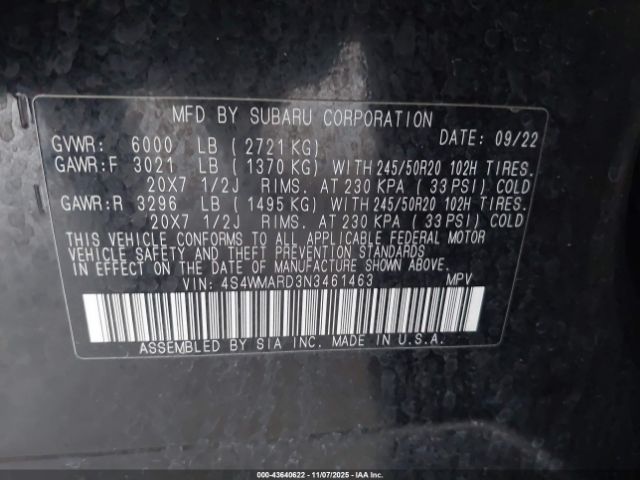 MFD BY SUBARU CORPORATION
GVWR: 6000 LB ( 2721 KG) DATE: 09/22
GAWR:F 3021 LB ( 1370 KG) WITH 245/50R20 102H TIRES.
20X7 1/2J RIMS. AT 230 KPA ( 33 PSI) COLD
GAWR:R 3296 LB ( 1495 KG) WITH 245/50R20 102H TIRES.
20X7 1/2J RIMS. AT 230 KPA ( 33 PSI) COLD
THIS VEHICLE CONFORMS TO ALL APPLICABLE FEDERAL MOTOR
VEHICLE SAFETY AND THEFT PREVENTION STANDARDS
IN EFFECT ON THE DATE OF MANUFACTURE SHOWN ABOVE.
VIN: 4S4WMARD3N3461463 MPV
ASSEMBLED BY SIA INC. MADE IN U.S.A.
000-43640622 - 11/07/2025 - IAA Inc.